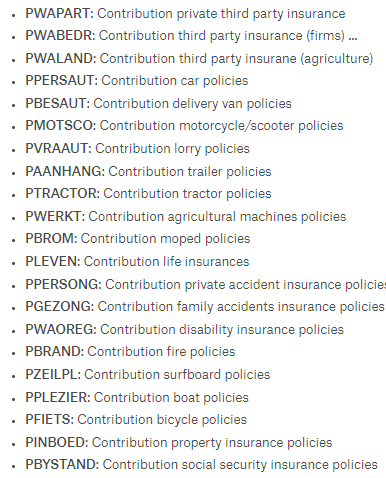 PWAPART: Contribution private third party insurance
PWABEDR: Contribution third party insurance (firms) ...
PWALAND: Contribution third party insurane (agriculture)
PPERSAUT: Contribution car policies
PBESAUT: Contribution delivery van policies
PMOTSCO: Contribution motorcycle/scooter policies
PVRAAUT: Contribution lorry policies
PAANHANG: Contribution trailer policies
PTRACTOR: Contribution tractor policies
PWERKT: Contribution agricultural machines policies
PBROM: Contribution moped policies
PLEVEN: Contribution life insurances
PPERSONG: Contribution private accident insurance policies
PGEZONG: Contribution family accidents insurance policies
PWAOREG: Contribution disability insurance policies
PBRAND: Contribution fire policies
PZEILPL: Contribution surfboard policies
PPLEZIER: Contribution boat policies
PFIETS: Contribution bicycle policies
PINBOED: Contribution property insurance policies
PBYSTAND: Contribution social security insurance policies